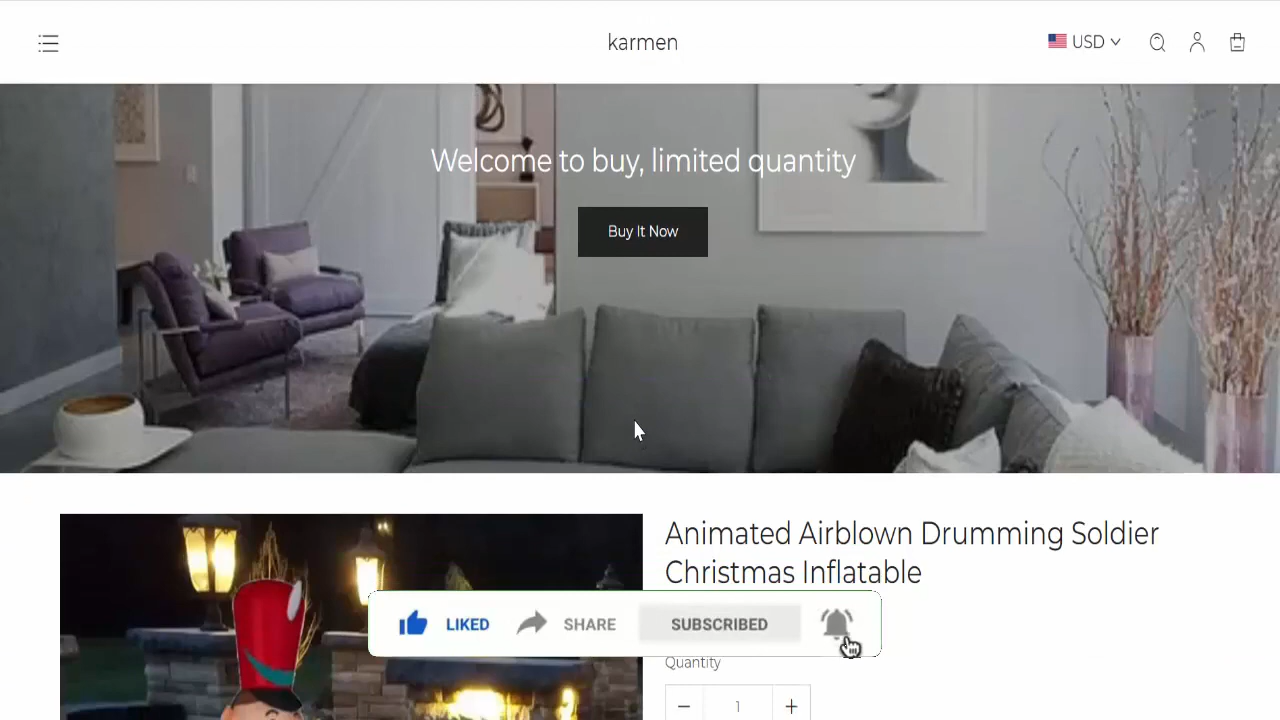 karmen
USD
Welcome to buy, limited quantity
Buy It Now
Animated Airblown Drumming Soldier
Christmas Inflatable
LIKED SHARE SUBSCRIBED
Quantity
1